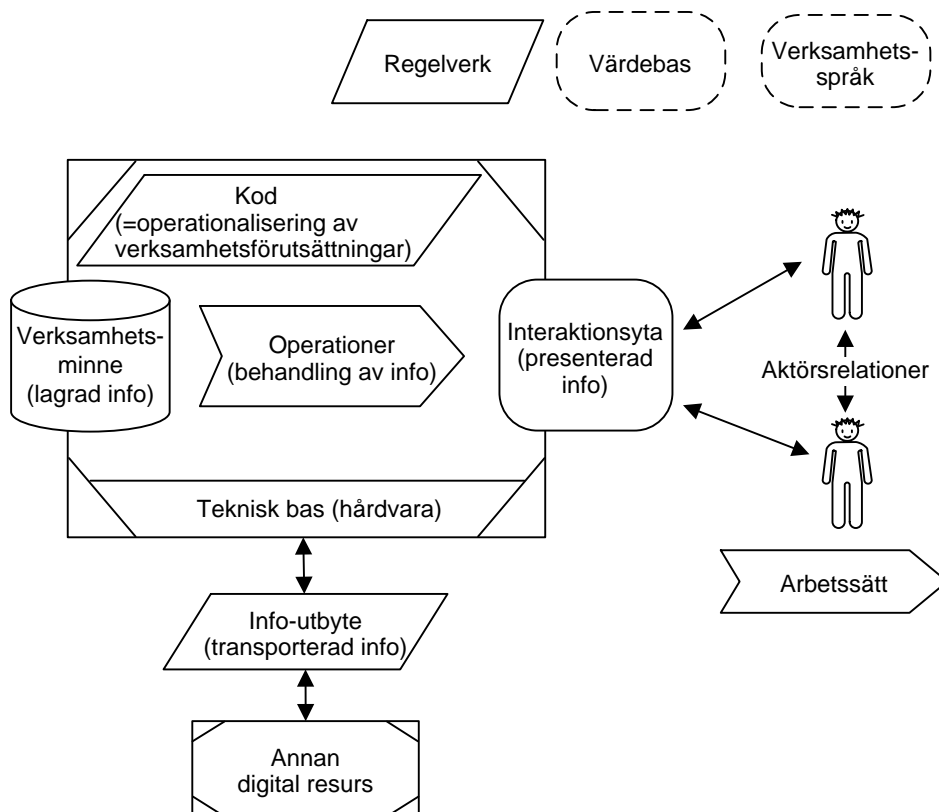 Regelverk
Värdebas
Verksamhets-
språk
Kod
(=operationalisering av
verksamhetsförutsättningar)
Verksamhets-
minne
(lagrad info)
Operationer
(behandling av info)
Interaktionsyta
(presenterad
info)
Aktörsrelationer
Teknisk bas (hårdvara)
Arbetssätt
Info-utbyte
(transporterad info)
Annan
digital resurs